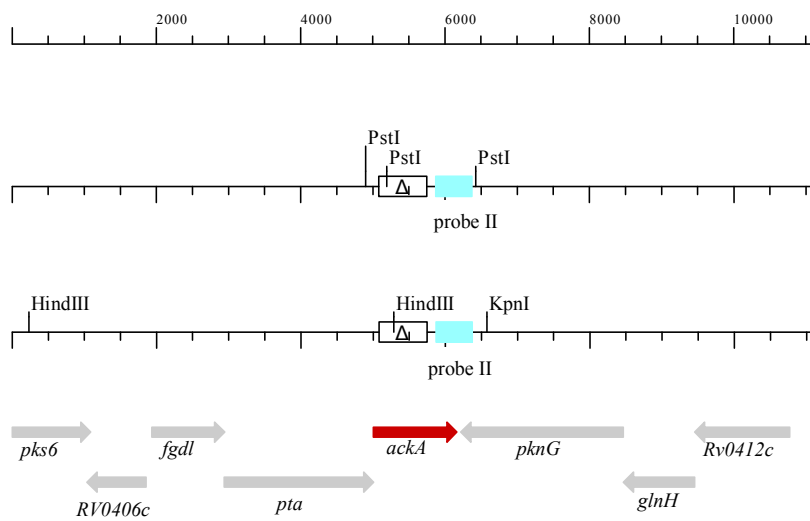 2000 4000 6000 8000 10000
PstI
PstI PstI
Δ
probe II
HindIII HindIII KpnI
Δ
probe II
pks6 fgdl ackA pknG Rv0412c
RV0406c pta glnH